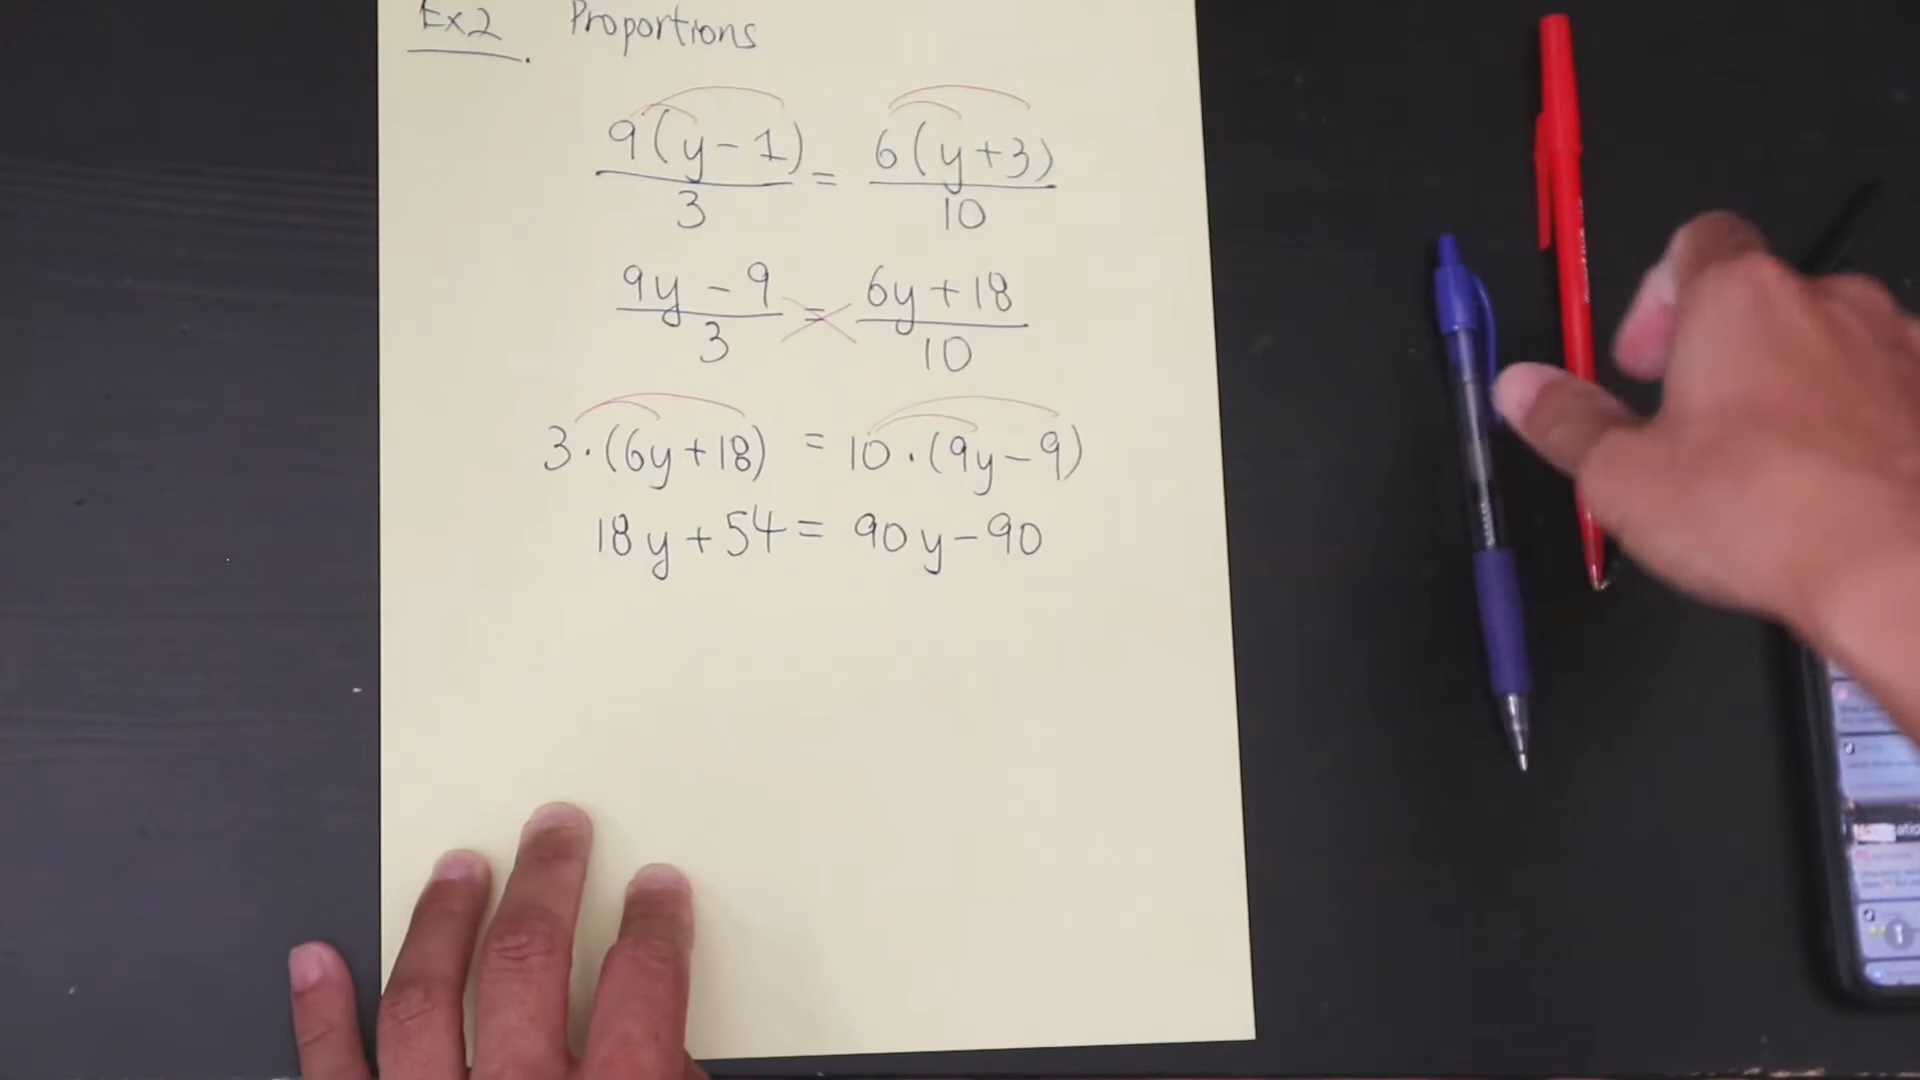 Ex2. Proportions
9(y-1)/3 = 6(y+3)/10
9y-9/3 = 6y+18/10
3·(6y+18) = 10·(9y-9)
18y+54 = 90y-90